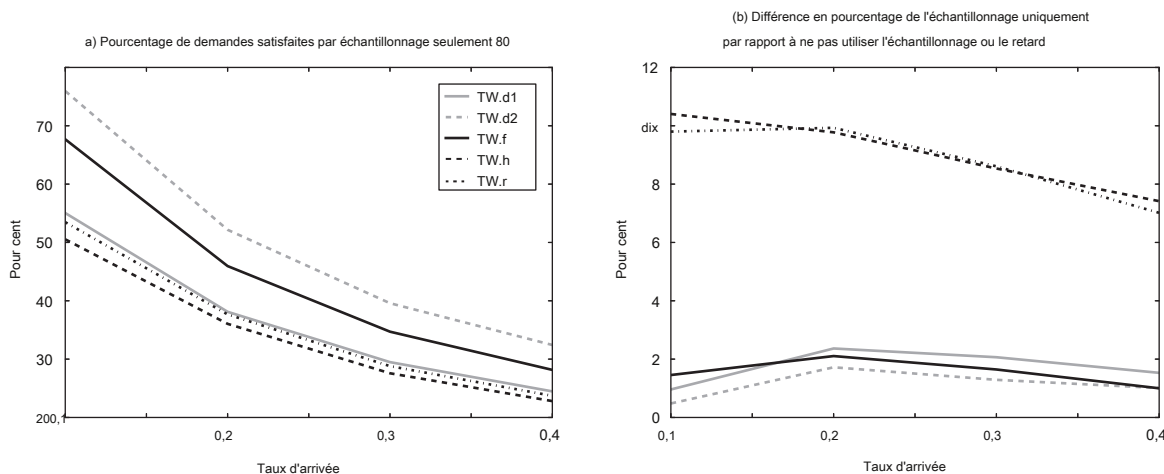 a) Pourcentage de demandes satisfaites par échantillonnage seulement 80
70
60
50
40
30
200,1
0,2
0,3
0,4
Pour cent
Taux d'arrivée
TW.d1
TW.d2
TW.f
TW.h
TW.r
(b) Différence en pourcentage de l'échantillonnage uniquement
par rapport à ne pas utiliser l'échantillonnage ou le retard
12
dix
8
6
4
2
0
0,1
0,2
0,3
0,4
Pour cent
Taux d'arrivée